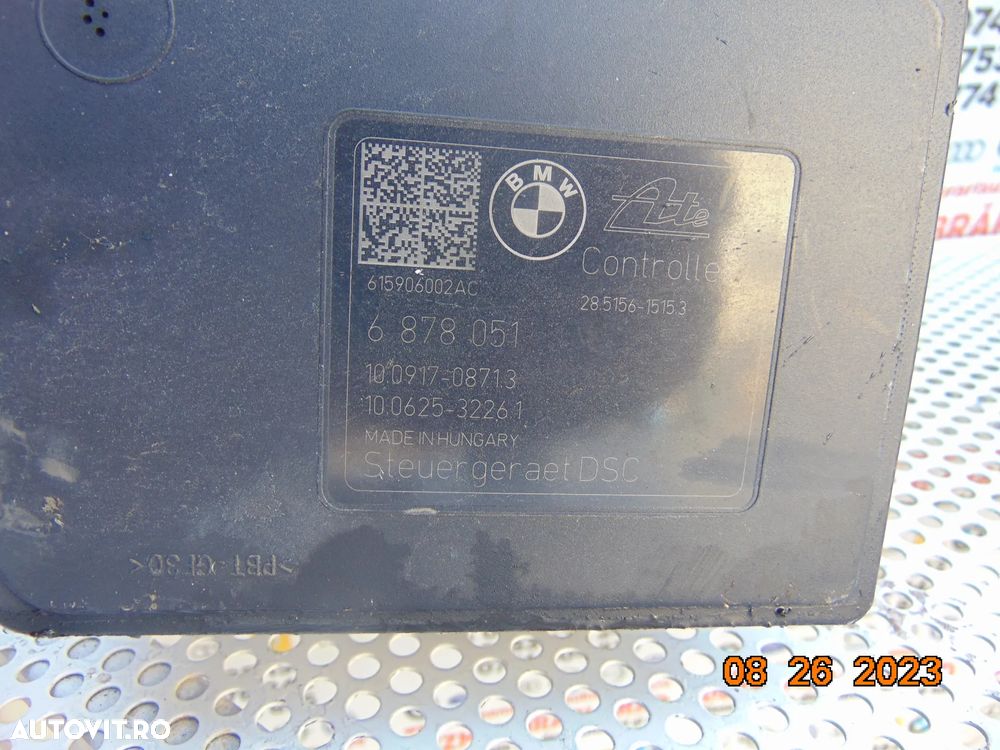 BMW
Ate
Controlle
615906002AC
28.5156-1515.3
6 878 051
10.0917-0871.3
10.0625-3226.1
MADE IN HUNGARY
Steuergeraet DSC
>PBT-GF30<
08 26 2023
AUTOVIT.RO